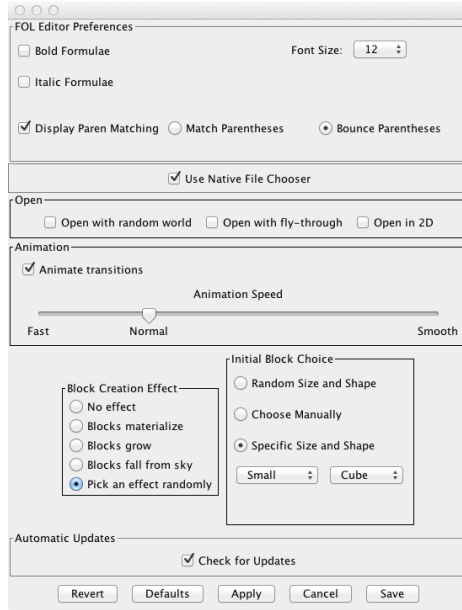 FOL Editor Preferences
Bold Formulae Font Size: 12
Italic Formulae
Display Paren Matching Match Parentheses Bounce Parentheses
Use Native File Chooser
Open
Open with random world Open with fly-through Open in 2D
Animation
Animate transitions
Animation Speed
Fast Normal Smooth
Block Creation Effect
No effect
Blocks materialize
Blocks grow
Blocks fall from sky
Pick an effect randomly
Initial Block Choice
Random Size and Shape
Choose Manually
Specific Size and Shape
Small Cube
Automatic Updates
Check for Updates
Revert Defaults Apply Cancel Save